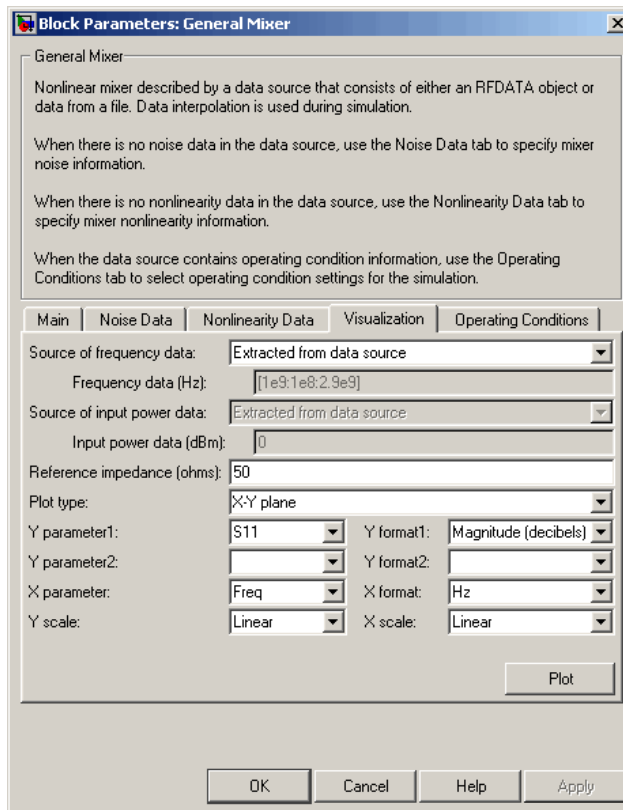 Block Parameters: General Mixer
General Mixer
Nonlinear mixer described by a data source that consists of either an RFDATA object or
data from a file. Data interpolation is used during simulation.
When there is no noise data in the data source, use the Noise Data tab to specify mixer
noise information.
When there is no nonlinearity data in the data source, use the Nonlinearity Data tab to
specify mixer nonlinearity information.
When the data source contains operating condition information, use the Operating
Conditions tab to select operating condition settings for the simulation.
Main Noise Data Nonlinearity Data Visualization Operating Conditions
Source of frequency data: Extracted from data source
Frequency data (Hz): [1e9:1e8:2.9e9]
Source of input power data: Extracted from data source
Input power data (dBm): 0
Reference impedance (ohms): 50
Plot type: X-Y plane
Y parameter1: S11 Y format1: Magnitude (decibels)
Y parameter2: Y format2:
X parameter: Freq X format: Hz
Y scale: Linear X scale: Linear
Plot
OK Cancel Help Apply